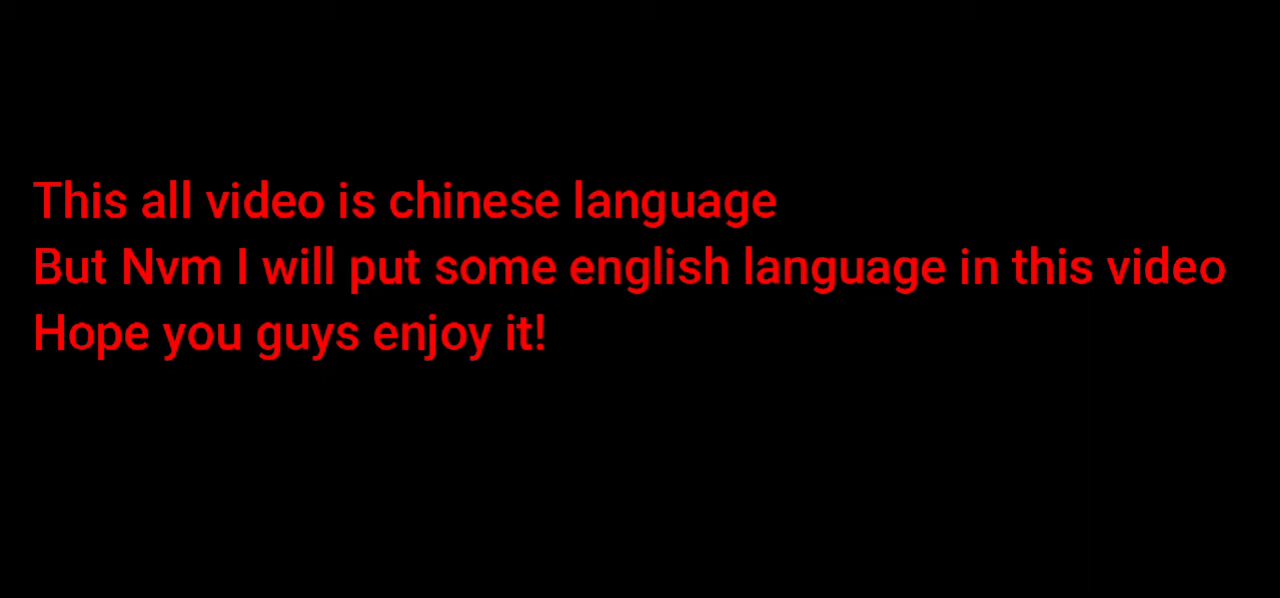 This all video is chinese language
But Nvm I will put some english language in this video
Hope you guys enjoy it!